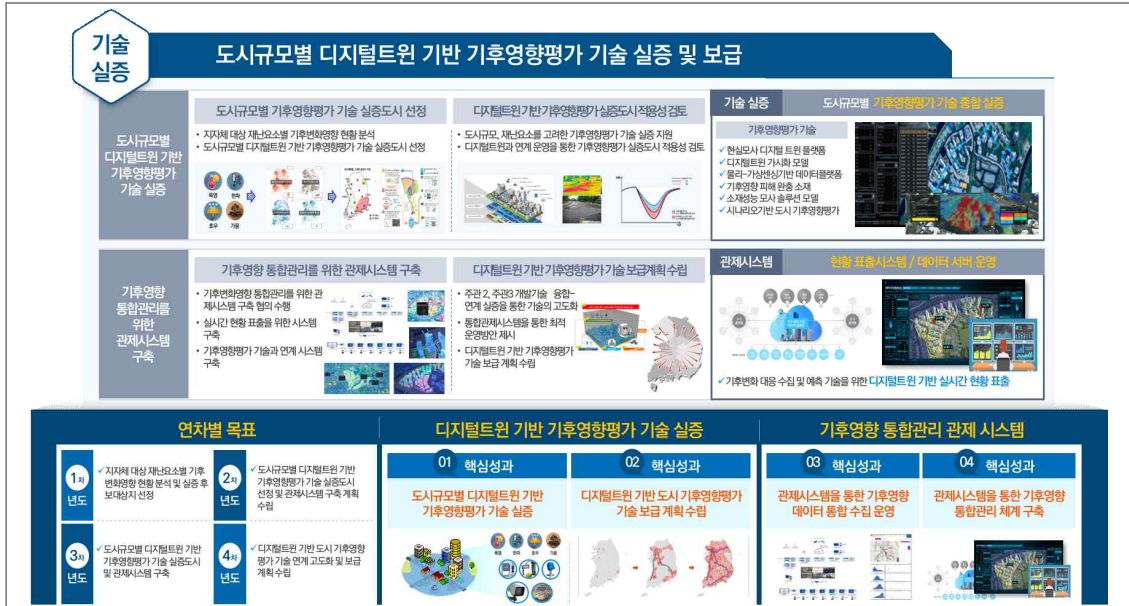 기술
실증
도시규모별 디지털트윈 기반 기후영향평가 기술 실증 및 보급
도시규모별
디지털트윈 기반
기후영향평가
기술 실증
도시규모별 기후영향평가 기술 실증도시 선정
• 지자체 대상 재난요소별 기후변화영향 현황 분석
• 도시규모별 디지털트윈 기반 기후영향평가 기술 실증도시 선정
폭염
한파
호우
가뭄
디지털트윈 기반 기후영향평가 실증도시 적용성 검토
• 도시규모, 재난요소를 고려한 기후영향평가 기술 실증 지원
• 디지털트윈과 연계 운영을 통한 기후영향평가 실증도시 적용성 검토
기술 실증
도시규모별 기후영향평가 기술 종합 실증
기후영향평가 기술
✓현실모사 디지털 트윈 플랫폼
✓디지털트윈 가시화 모델
✓물리-가상센싱기반 데이터플랫폼
✓기후영향 피해 완충 소재
✓소재성능 모사 솔루션 모델
✓시나리오기반 도시 기후영향평가
기후영향
통합관리를
위한
관제시스템
구축
기후영향 통합관리를 위한 관제시스템 구축
• 기후변화영향 통합관리를 위한 관
제시스템 구축 협의 수행
• 실시간 현황 표출을 위한 시스템
구축
• 기후영향평가 기술과 연계 시스템
구축
디지털트윈 기반 기후영향평가 기술 보급계획 수립
• 주관 2, 주관3 개발기술 융합-
연계 실증을 통한 기술의 고도화
• 통합관제시스템을 통한 최적
운영방안 제시
• 디지털트윈 기반 기후영향평가
기술 보급 계획 수립
관제시스템
현황 표출시스템 / 데이터 서버 운영
✓기후변화 대응 수집 및 예측 기술을 위한 디지털트윈 기반 실시간 현황 표출
연차별 목표
1차
년도
✓지자체 대상 재난요소별 기후
변화영향 현황 분석 및 실증 후
보대상지 선정
2차
년도
✓도시규모별 디지털트윈 기반
기후영향평가 기술 실증도시
선정 및 관제시스템 구축 계획
수립
3차
년도
✓도시규모별 디지털트윈 기반
기후영향평가 기술 실증도시
및 관제시스템 구축
4차
년도
✓디지털트윈 기반 도시 기후영향
평가 기술 연계 고도화 및 보급
계획 수립
디지털트윈 기반 기후영향평가 기술 실증
01 핵심성과
도시규모별 디지털트윈 기반
기후영향평가 기술 실증
폭염
한파
호우
가뭄
02 핵심성과
디지털트윈 기반 도시 기후영향평가
기술 보급 계획 수립
기후영향 통합관리 관제 시스템
03 핵심성과
관제시스템을 통한 기후영향
데이터 통합 수집 운영
04 핵심성과
관제시스템을 통한 기후영향
통합관리 체계 구축